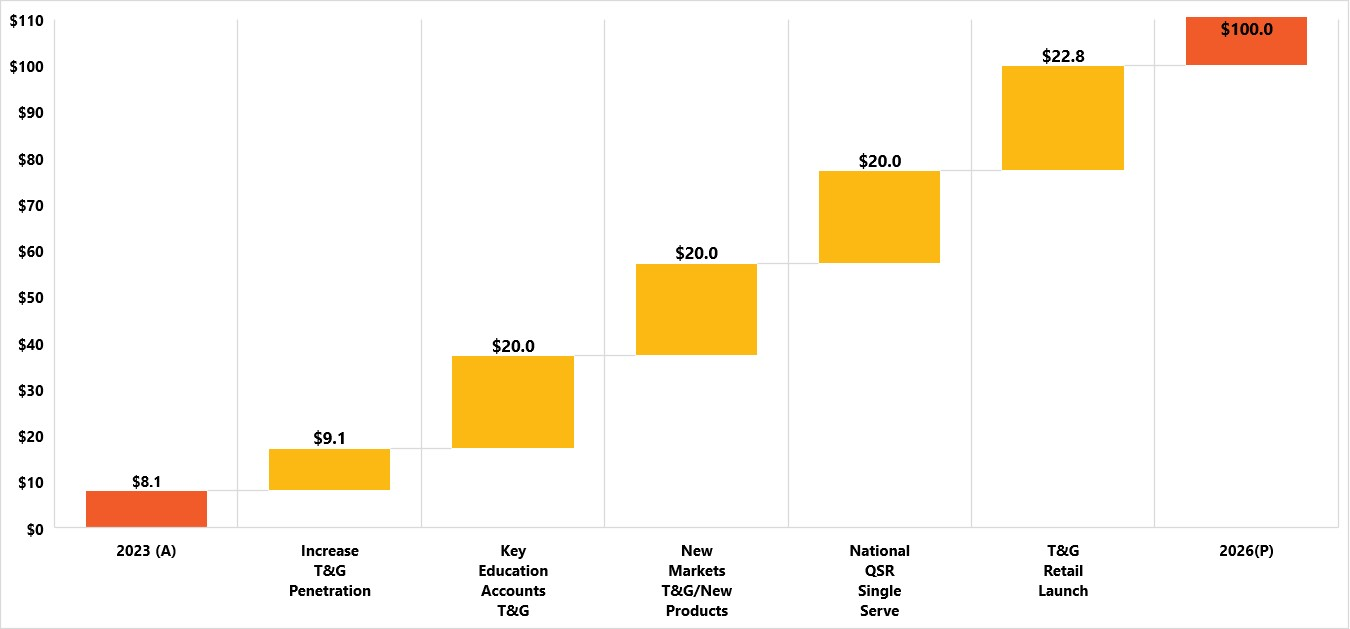 $110
$100
$90
$80
$70
$60
$50
$40
$30
$20
$10
$0
$8.1
$9.1
$20.0
$20.0
$20.0
$22.8
$100.0
2023 (A)
Increase
T&G
Penetration
Key
Education
Accounts
T&G
New
Markets
T&G/New
Products
National
QSR
Single
Serve
T&G
Retail
Launch
2026(P)